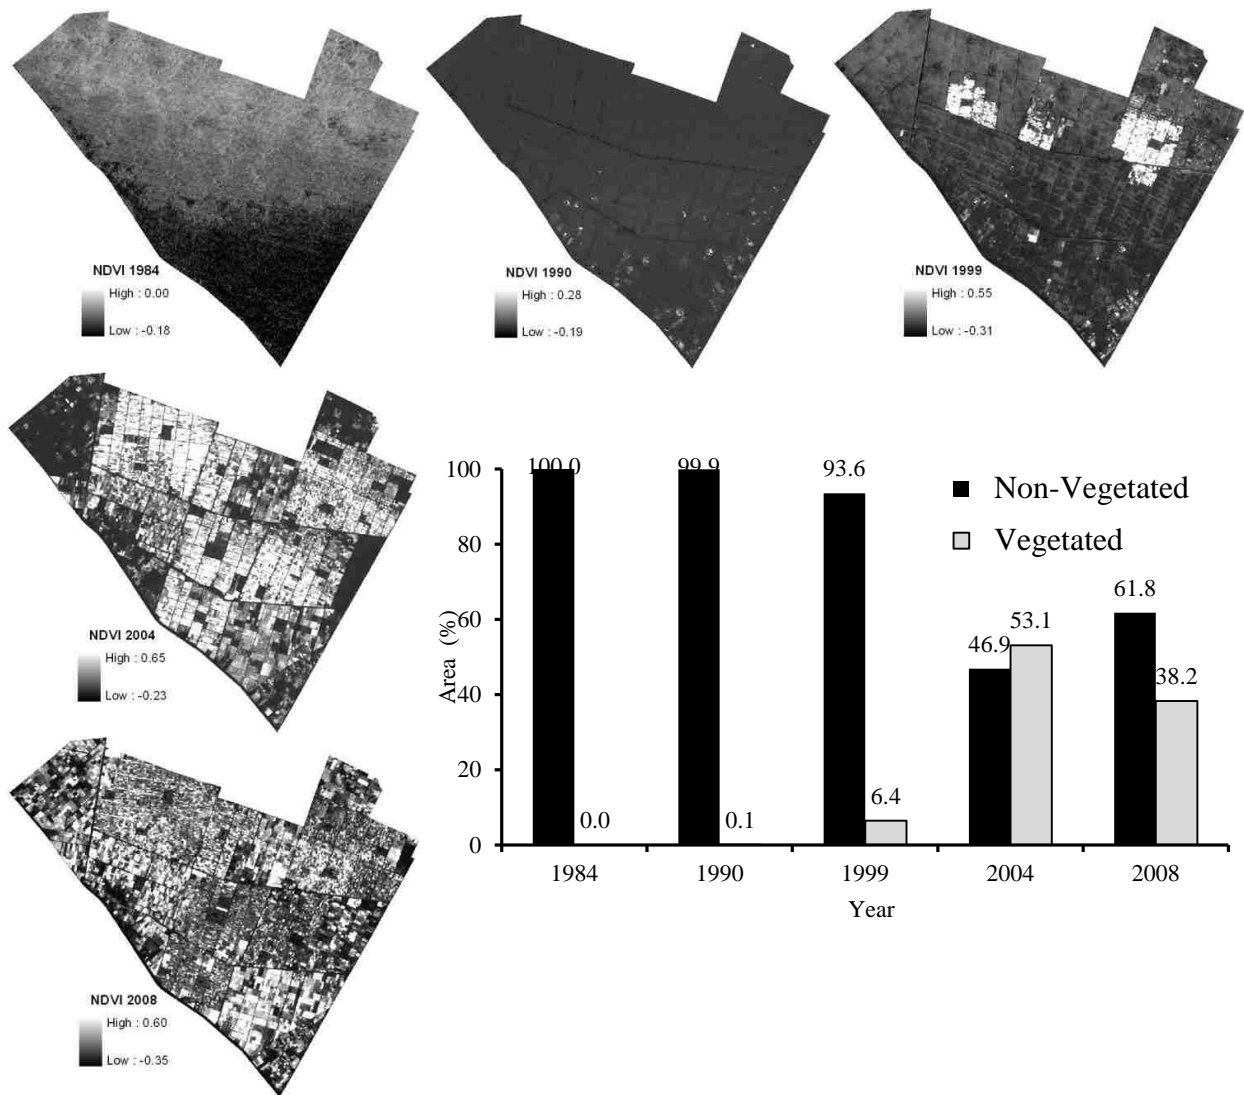 NDVI 1984
High : 0.00
Low : -0.18
NDVI 1990
High : 0.28
Low : -0.19
NDVI 1999
High : 0.55
Low : -0.31
NDVI 2004
High : 0.65
Low : -0.23
NDVI 2008
High : 0.60
Low : -0.35
Area (%)
100
80
60
40
20
0
100.0
0.0
99.9
0.1
93.6
6.4
46.9
53.1
61.8
38.2
Non-Vegetated
Vegetated
1984 1990 1999 2004 2008
Year